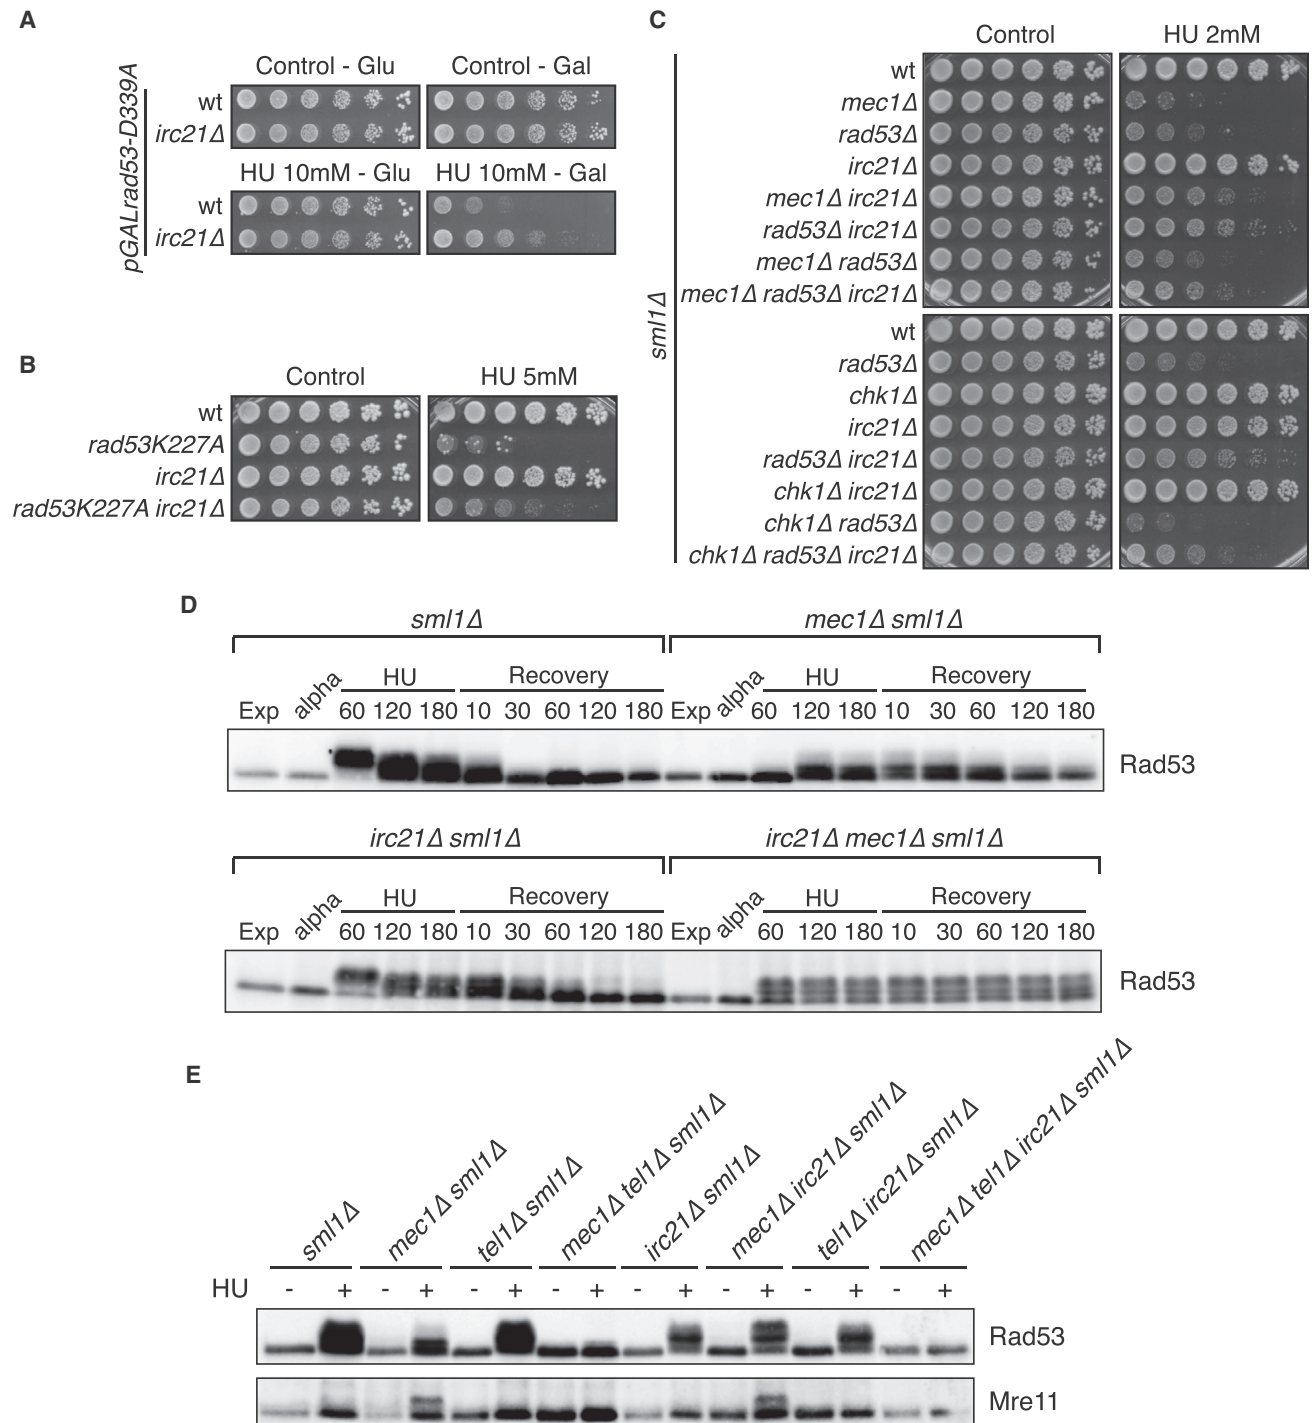 A
pGALrad53-D339A
Control - Glu
Control - Gal
wt
irc21Δ
HU 10mM - Glu
HU 10mM - Gal
wt
irc21Δ
B
Control
HU 5mM
wt
rad53K227A
irc21Δ
rad53K227A irc21Δ
C
sml1Δ
Control
HU 2mM
wt
mec1Δ
rad53Δ
irc21Δ
mec1Δ irc21Δ
rad53Δ irc21Δ
mec1Δ rad53Δ
mec1Δ rad53Δ irc21Δ
wt
rad53Δ
chk1Δ
irc21Δ
rad53Δ irc21Δ
chk1Δ irc21Δ
chk1Δ rad53Δ
chk1Δ rad53Δ irc21Δ
D
sml1Δ
mec1Δ sml1Δ
HU
Recovery
HU
Recovery
Exp alpha 60 120 180 10 30 60 120 180 Exp alpha 60 120 180 10 30 60 120 180
Rad53
irc21Δ sml1Δ
irc21Δ mec1Δ sml1Δ
HU
Recovery
HU
Recovery
Exp alpha 60 120 180 10 30 60 120 180 Exp alpha 60 120 180 10 30 60 120 180
Rad53
E
sml1Δ
mec1Δ sml1Δ
tel1Δ sml1Δ
mec1Δ tel1Δ sml1Δ
irc21Δ sml1Δ
mec1Δ irc21Δ sml1Δ
tel1Δ irc21Δ sml1Δ
mec1Δ tel1Δ irc21Δ sml1Δ
HU - + - + - + - + - + - + - + - +
Rad53
Mre11